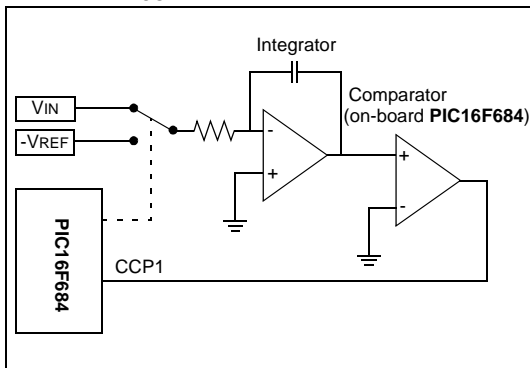 Integrator
VIN
-VREF
Comparator
(on-board PIC16F684)
-
+
+
-
PIC16F684
CCP1